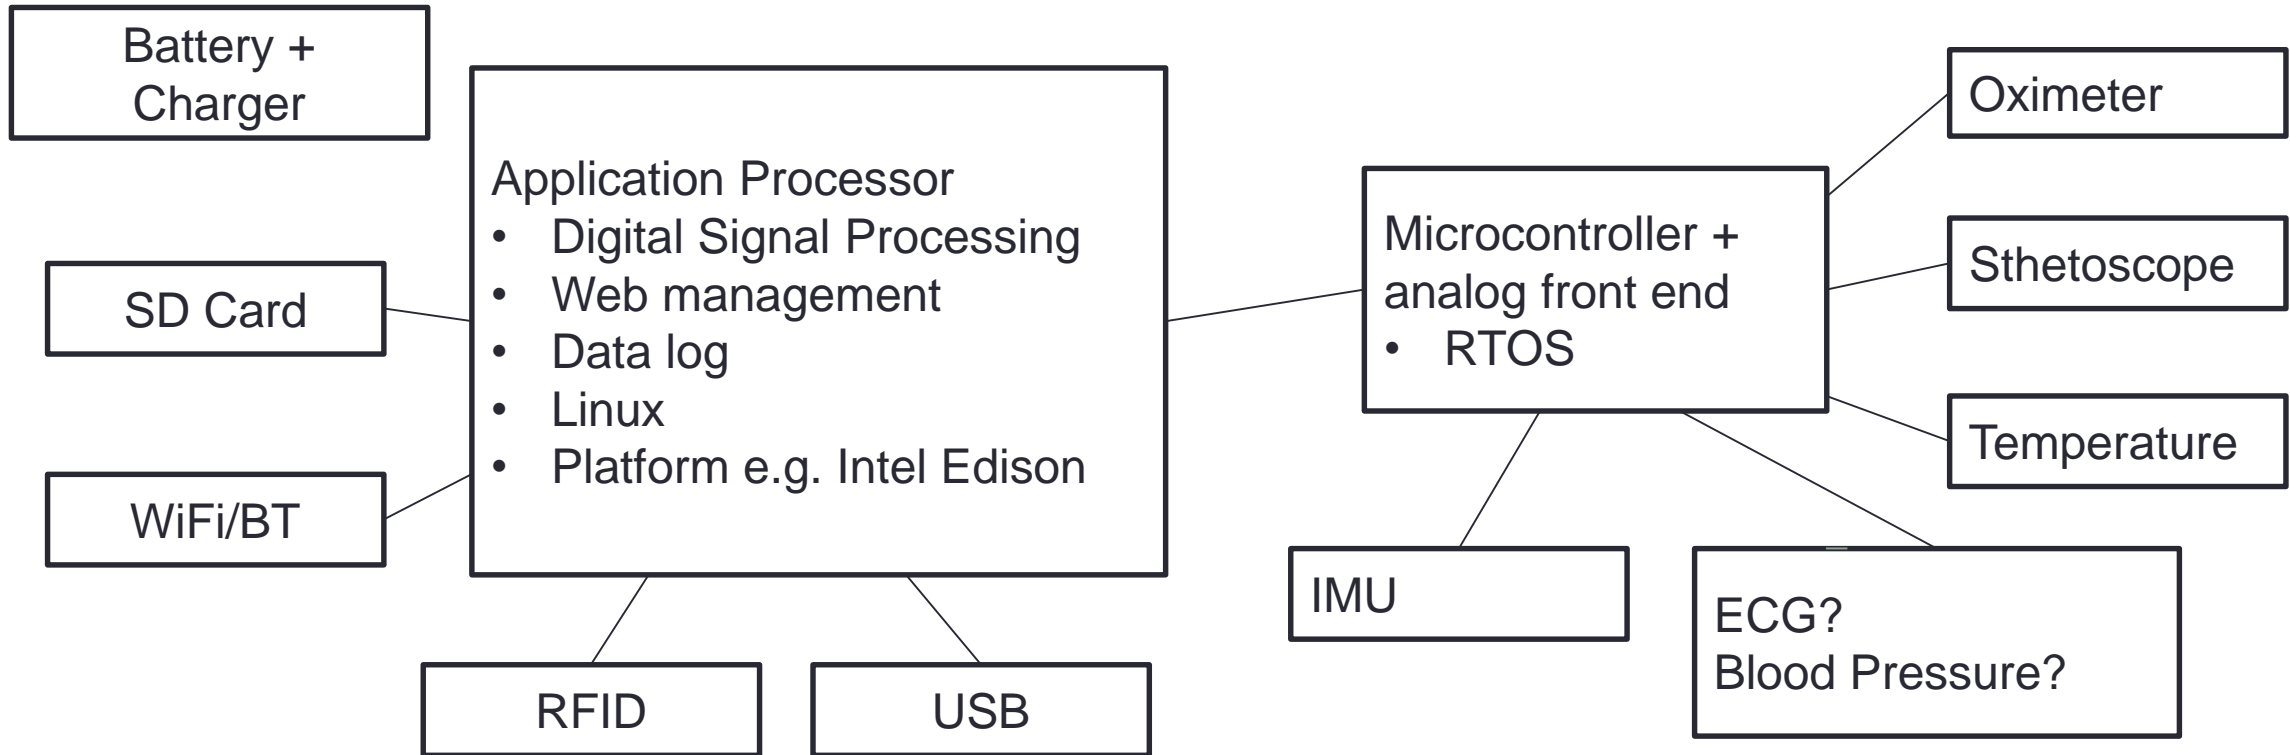 Battery +
Charger
SD Card
WiFi/BT
Application Processor
• Digital Signal Processing
• Web management
• Data log
• Linux
• Platform e.g. Intel Edison
RFID
USB
Microcontroller +
analog front end
• RTOS
Oximeter
Sthetoscope
Temperature
IMU
ECG?
Blood Pressure?